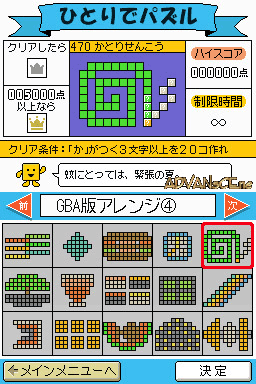 ひとりでパズル
クリアしたら
470 かとりせんこう
ハイスコア
000000点
005000点
以上なら
制限時間
∞
クリア条件：「か」がつく3文字以上を20コ作れ
蚊にとっては、緊張の夏。
ADVANsCEne
前
GBA版アレンジ④
次
←メインメニューへ
決定